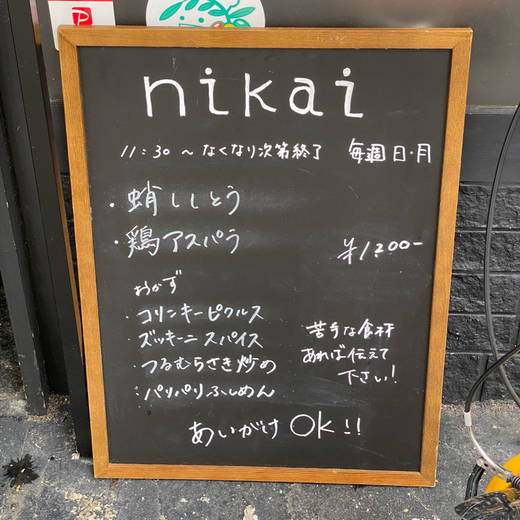 nikai
11:30 〜 なくなり次第終了 毎週日・月
・蛸ししとう
・鶏アスパラ
¥1200-
おかず
・コリンキーピクルス
・ズッキーニスパイス
・つるむらさき炒め
・パリパリふしめん
苦手な食材
あれば伝えて
下さい!
あいがけOK!!